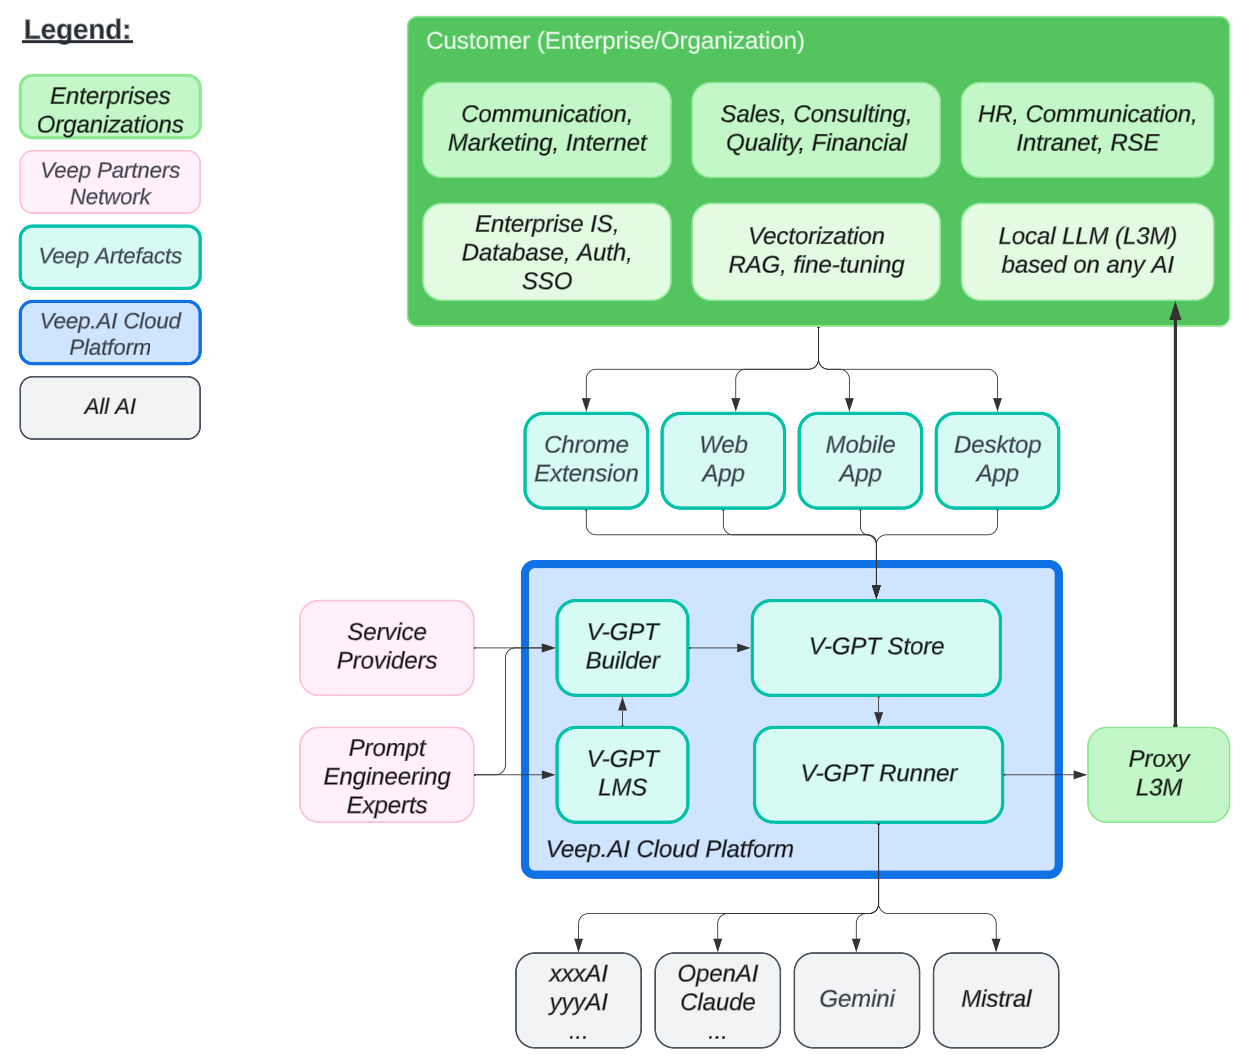 Legend:
Enterprises
Organizations
Veep Partners
Network
Veep Artefacts
Veep.AI Cloud
Platform
All AI
Customer (Enterprise/Organization)
Communication,
Marketing, Internet
Sales, Consulting,
Quality, Financial
HR, Communication,
Intranet, RSE
Enterprise IS,
Database, Auth,
SSO
Vectorization
RAG, fine-tuning
Local LLM (L3M)
based on any AI
Chrome
Extension
Web
App
Mobile
App
Desktop
App
Service
Providers
V-GPT
Builder
V-GPT Store
Prompt
Engineering
Experts
V-GPT
LMS
V-GPT Runner
Proxy
L3M
Veep.AI Cloud Platform
xxxAI
yyyAI
...
OpenAI
Claude
...
Gemini
Mistral